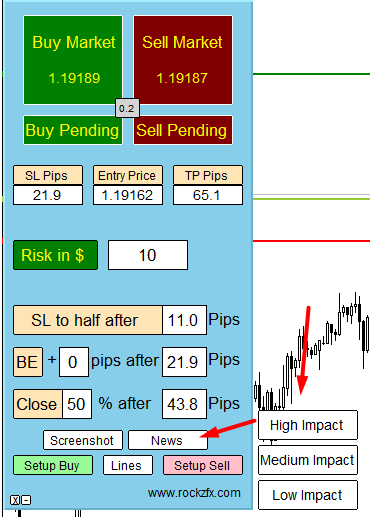 Buy Market Sell Market
1.19189 1.19187
0.2
Buy Pending Sell Pending
SL Pips Entry Price TP Pips
21.9 1.19162 65.1
Risk in $ 10
SL to half after 11.0 Pips
BE + 0 pips after 21.9 Pips
Close 50 % after 43.8 Pips
High Impact
Screenshot News
Medium Impact
Setup Buy Lines Setup Sell
www.rockzfx.com Low Impact
X -